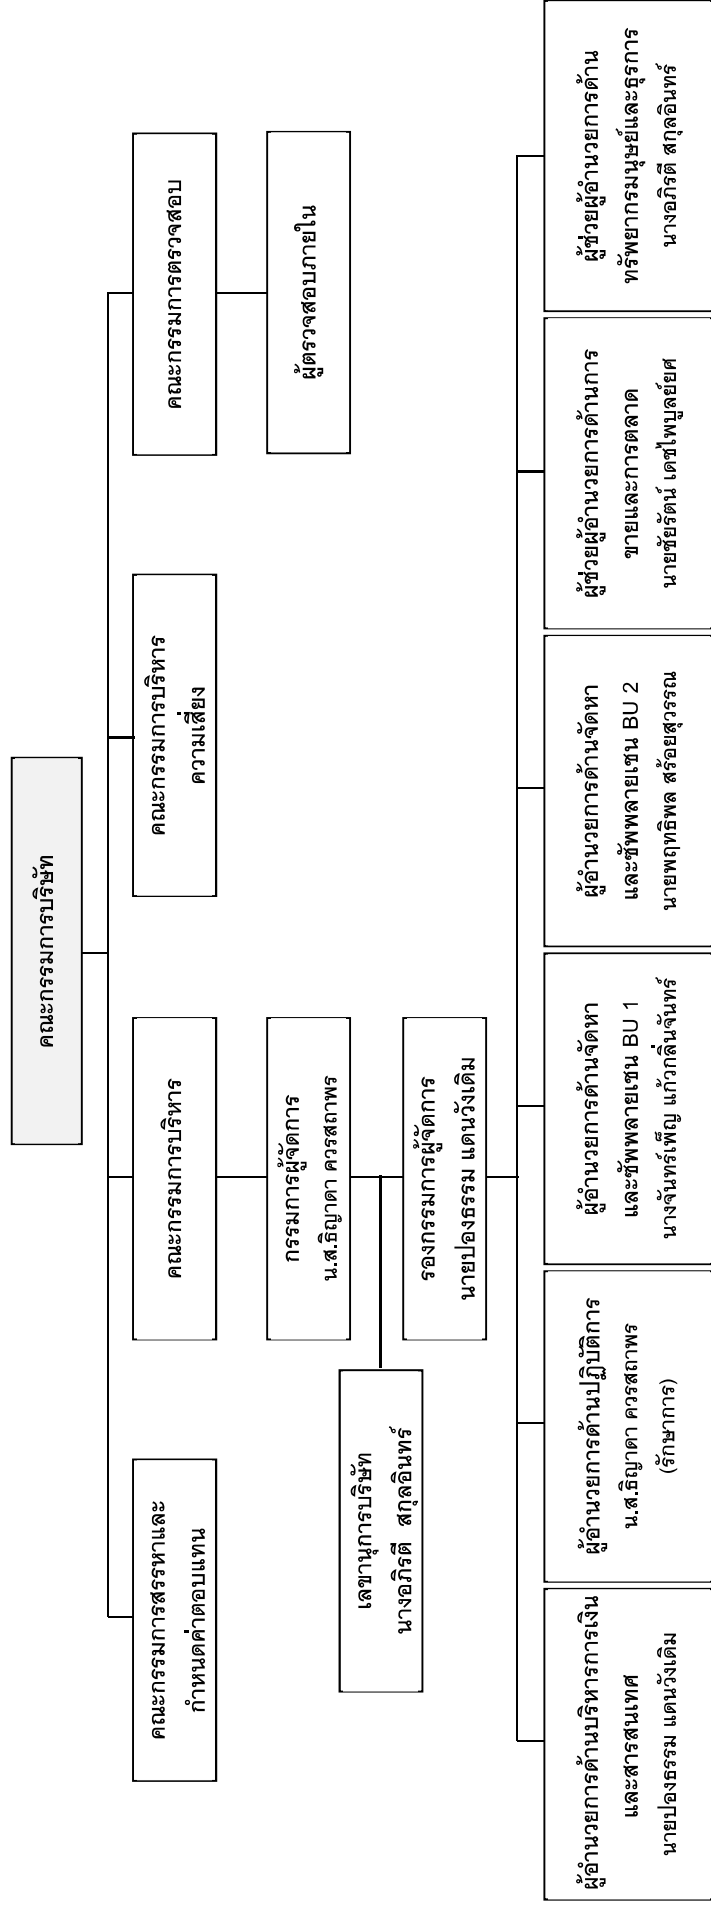 คณะกรรมการบริษัท
คณะกรรมการสรรหาและ
กำหนดค่าตอบแทน
คณะกรรมการบริหาร
คณะกรรมการบริหาร
ความเสี่ยง
คณะกรรมการตรวจสอบ
กรรมการผู้จัดการ
น.ส.ธิญาดา ควรสถาพร
ผู้ตรวจสอบภายใน
เลขานุการบริษัท
นางอภิรตี สกุลอินทร์
รองกรรมการผู้จัดการ
นายปองธรรม แดนวังเดิม
ผู้อำนวยการด้านบริหารการเงิน
และสารสนเทศ
นายปองธรรม แดนวังเดิม
ผู้อำนวยการด้านปฏิบัติการ
น.ส.ธิญาดา ควรสถาพร
(รักษาการ)
ผู้อำนวยการด้านจัดหา
และซัพพลายเชน BU 1
นางจันทร์เพ็ญ แก้วกลิ่นจันทร์
ผู้อำนวยการด้านจัดหา
และซัพพลายเชน BU 2
นายพฤทธิพล สร้อยสุวรรณ
ผู้ช่วยผู้อำนวยการด้านการ
ขายและการตลาด
นายชัยรัตน์ เดชไพบูลย์ยศ
ผู้ช่วยผู้อำนวยการด้าน
ทรัพยากรมนุษย์และธุรการ
นางอภิรตี สกุลอินทร์